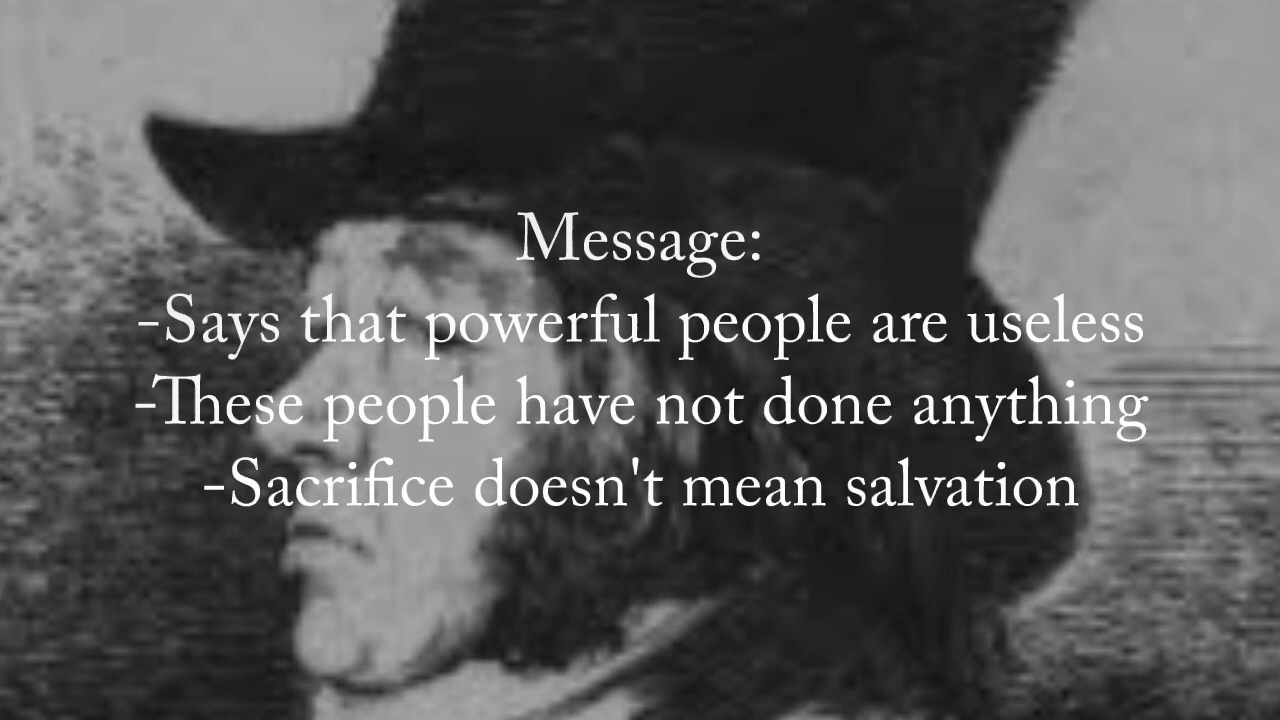 Message:
-Says that powerful people are useless
-These people have not done anything
-Sacrifice doesn't mean salvation